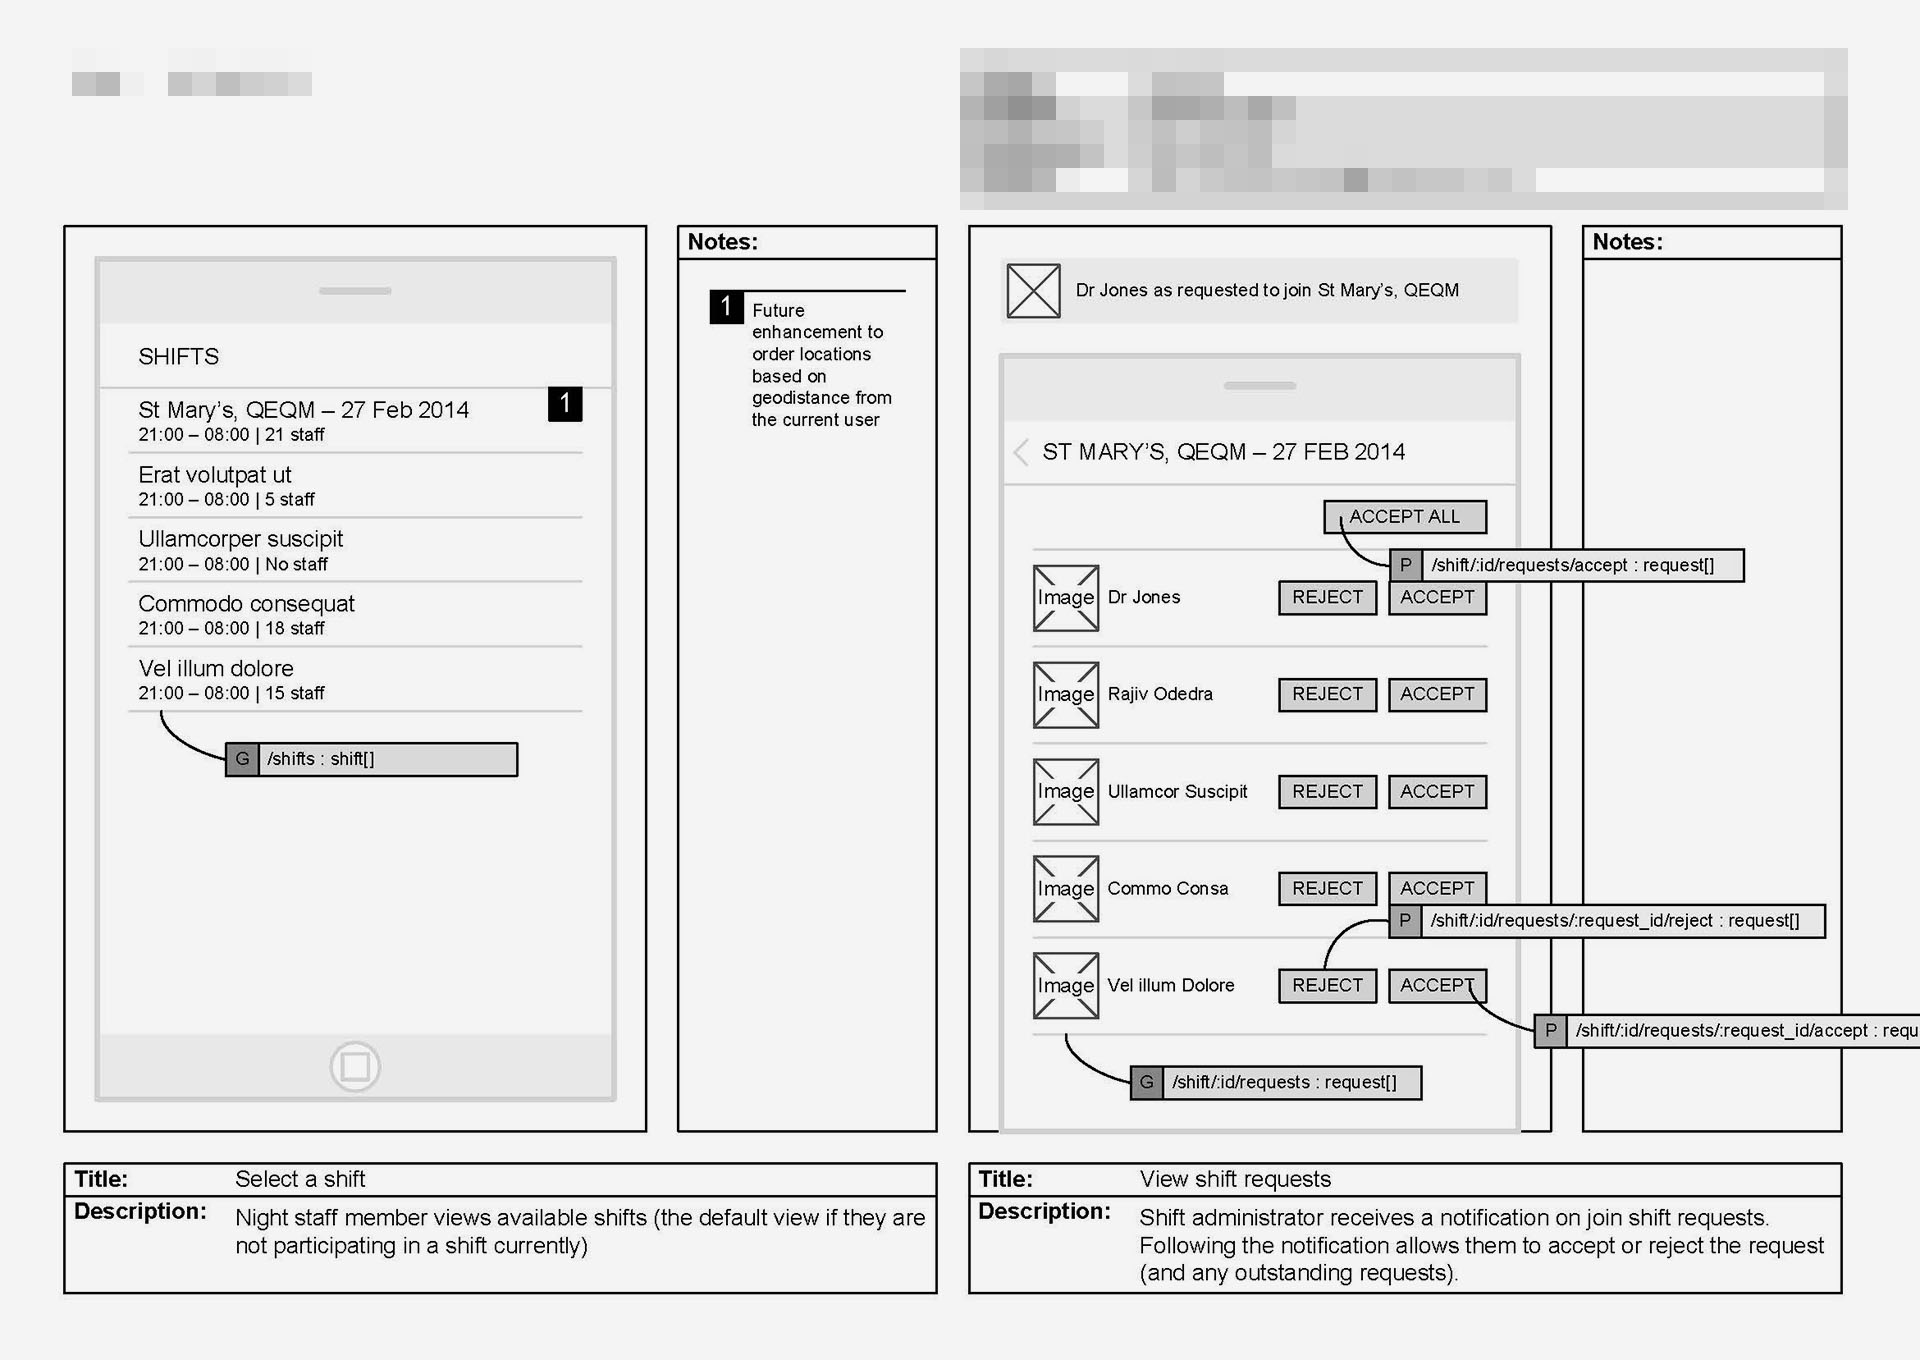 Notes:
SHIFTS
St Mary’s, QEQM – 27 Feb 2014
21:00 – 08:00 | 21 staff
1
Erat volutpat ut
21:00 – 08:00 | 5 staff
Ullamcorper suscipit
21:00 – 08:00 | No staff
Commodo consequat
21:00 – 08:00 | 18 staff
Vel illum dolore
21:00 – 08:00 | 15 staff
G /shifts : shift[]
1
Future
enhancement to
order locations
based on
geodistance from
the current user
Title: Select a shift
Description: Night staff member views available shifts (the default view if they are
not participating in a shift currently)
Notes:
Dr Jones as requested to join St Mary’s, QEQM
ST MARY’S, QEQM – 27 FEB 2014
ACCEPT ALL
P /shift/:id/requests/accept : request[]
Image Dr Jones REJECT ACCEPT
Image Rajiv Odedra REJECT ACCEPT
Image Ullamcor Suscipit REJECT ACCEPT
Image Commo Consa REJECT ACCEPT
P /shift/:id/requests/:request_id/reject : request[]
Image Vel illum Dolore REJECT ACCEPT
P /shift/:id/requests/:request_id/accept : requ
G /shift/:id/requests : request[]
Title: View shift requests
Description: Shift administrator receives a notification on join shift requests.
Following the notification allows them to accept or reject the request
(and any outstanding requests).